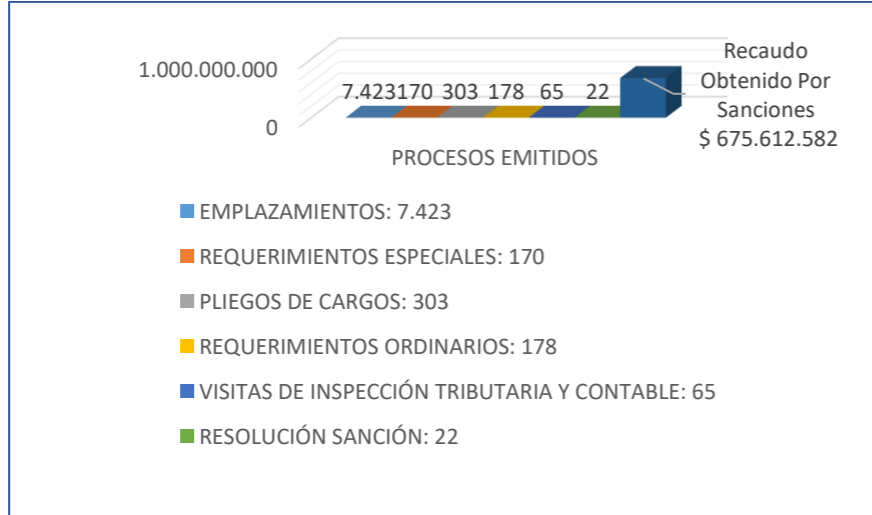 1.000.000.000
0
7.423 170 303 178 65 22
Recaudo
Obtenido Por
Sanciones
$ 675.612.582
PROCESOS EMITIDOS
EMPLAZAMIENTOS: 7.423
REQUERIMIENTOS ESPECIALES: 170
PLIEGOS DE CARGOS: 303
REQUERIMIENTOS ORDINARIOS: 178
VISITAS DE INSPECCIÓN TRIBUTARIA Y CONTABLE: 65
RESOLUCIÓN SANCIÓN: 22